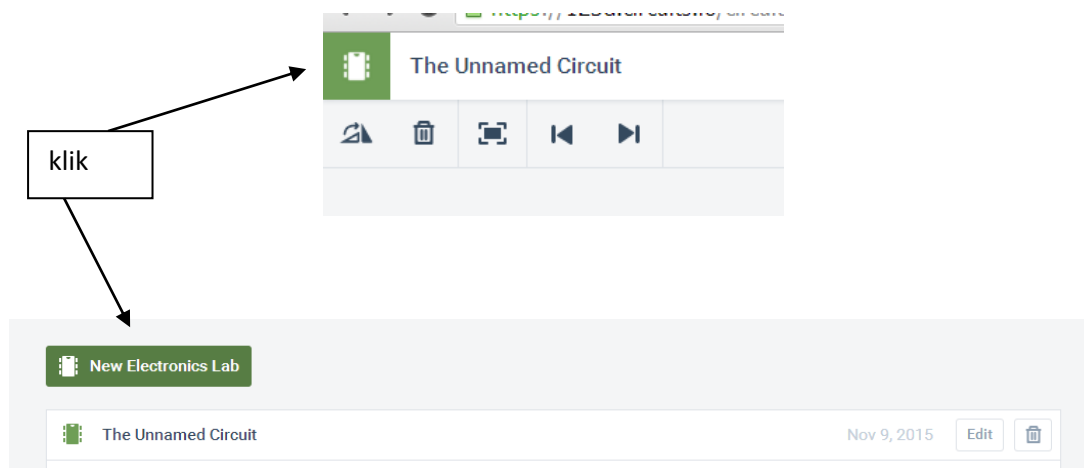 The Unnamed Circuit
klik
New Electronics Lab
The Unnamed Circuit Nov 9, 2015 Edit